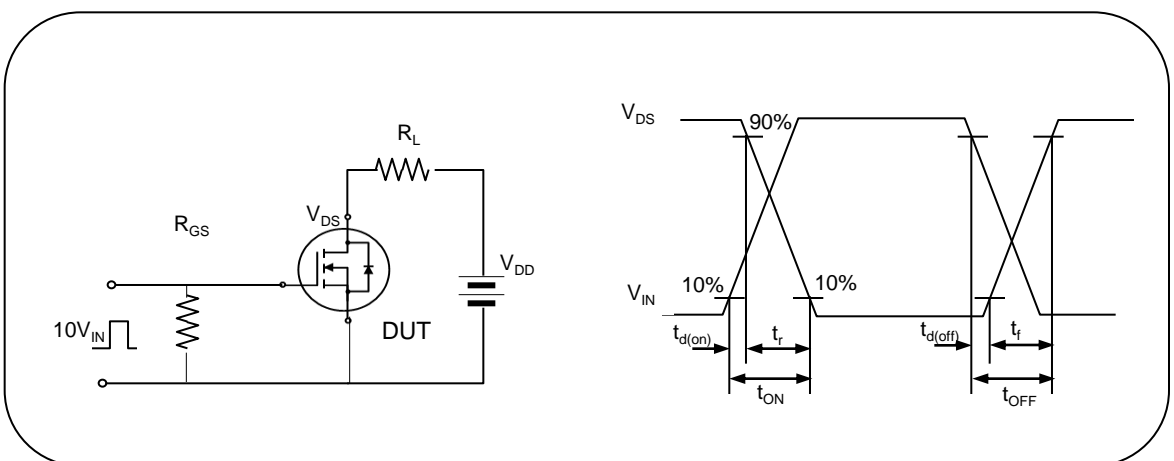 R_L
R_GS
V_DS
V_DD
10V_IN
DUT
V_DS
90%
10%
10%
V_IN
t_d(on)
t_r
t_d(off)
t_f
t_ON
t_OFF